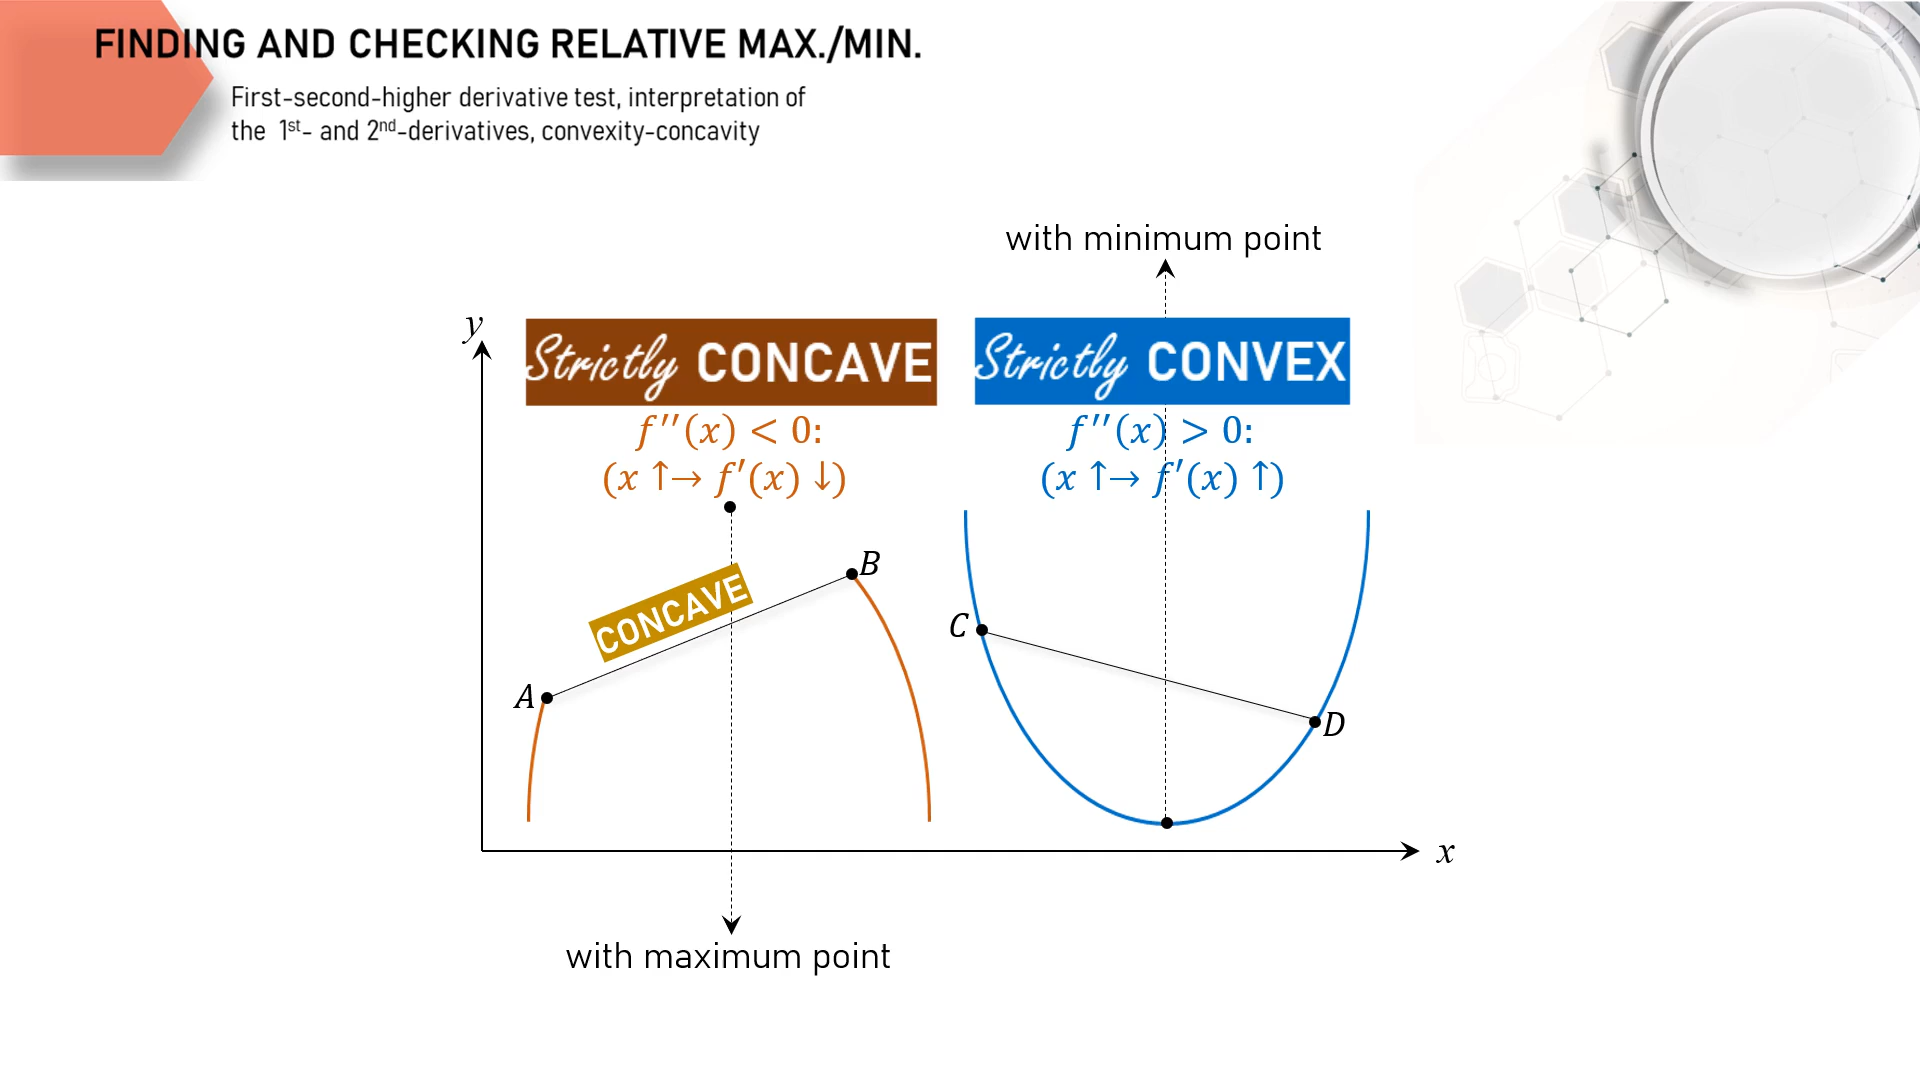 FINDING AND CHECKING RELATIVE MAX./MIN.
First-second-higher derivative test, interpretation of
the 1st- and 2nd-derivatives, convexity-concavity
with minimum point
y
Strictly CONCAVE
Strictly CONVEX
f''(x) < 0:
(x ↑→ f'(x) ↓)
f''(x) > 0:
(x ↑→ f'(x) ↑)
B
CONCAVE
A
C
D
x
with maximum point